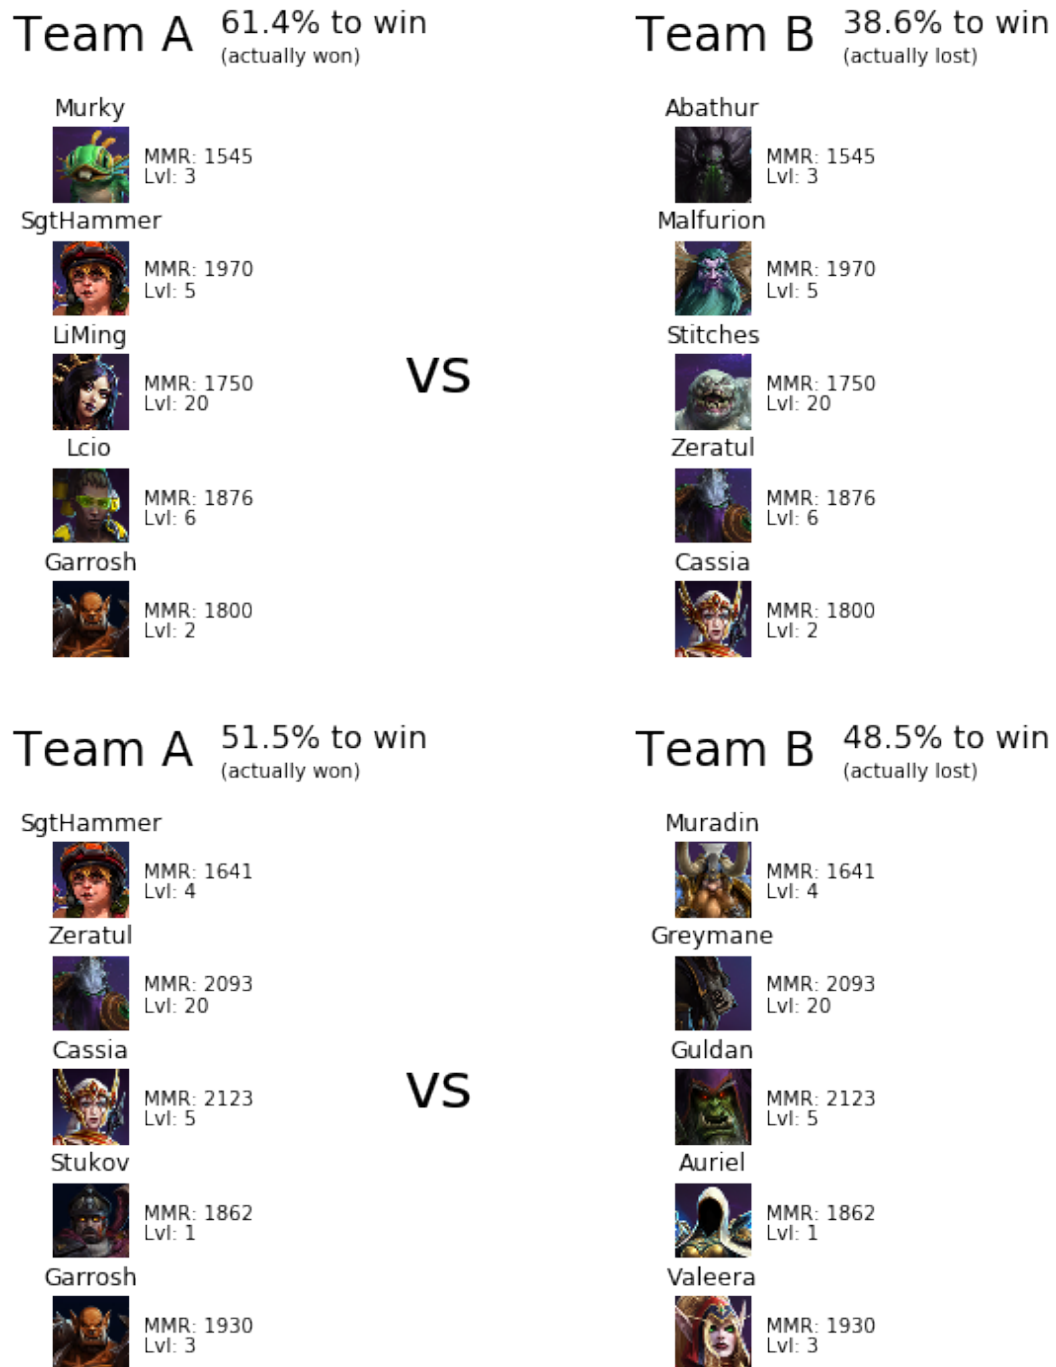 Team A 61.4% to win
(actually won)
Team B 38.6% to win
(actually lost)
Murky
MMR: 1545
Lvl: 3
SgtHammer
MMR: 1970
Lvl: 5
LiMing
MMR: 1750
Lvl: 20
Lcio
MMR: 1876
Lvl: 6
Garrosh
MMR: 1800
Lvl: 2
vs
Abathur
MMR: 1545
Lvl: 3
Malfurion
MMR: 1970
Lvl: 5
Stitches
MMR: 1750
Lvl: 20
Zeratul
MMR: 1876
Lvl: 6
Cassia
MMR: 1800
Lvl: 2
Team A 51.5% to win
(actually won)
Team B 48.5% to win
(actually lost)
SgtHammer
MMR: 1641
Lvl: 4
Zeratul
MMR: 2093
Lvl: 20
Cassia
MMR: 2123
Lvl: 5
Stukov
MMR: 1862
Lvl: 1
Garrosh
MMR: 1930
Lvl: 3
vs
Muradin
MMR: 1641
Lvl: 4
Greymane
MMR: 2093
Lvl: 20
Guldan
MMR: 2123
Lvl: 5
Auriel
MMR: 1862
Lvl: 1
Valeera
MMR: 1930
Lvl: 3